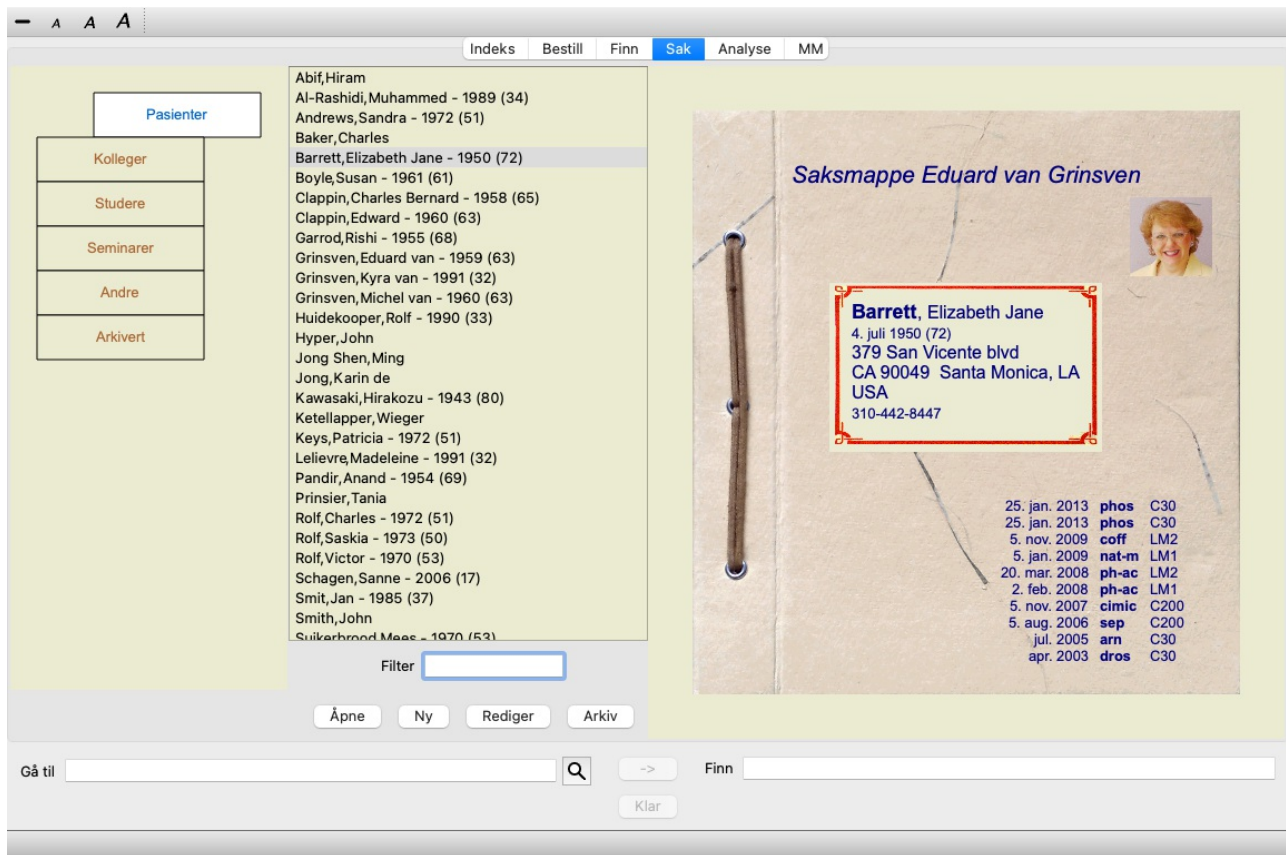 A A A
Indeks Bestill Finn Sak Analyse MM
Pasienter
Kolleger
Studere
Seminarer
Andre
Arkivert
Abif,Hiram
Al-Rashidi,Muhammed - 1989 (34)
Andrews,Sandra - 1972 (51)
Baker,Charles
Barrett,Elizabeth Jane - 1950 (72)
Boyle,Susan - 1961 (61)
Clappin,Charles Bernard - 1958 (65)
Clappin,Edward - 1960 (63)
Garrod,Rishi - 1955 (68)
Grinsven,Eduard van - 1959 (63)
Grinsven,Kyra van - 1991 (32)
Grinsven,Michel van - 1960 (63)
Huidekooper,Rolf - 1990 (33)
Hyper,John
Jong Shen,Ming
Jong,Karin de
Kawasaki,Hirakozu - 1943 (80)
Ketellapper,Wieger
Keys,Patricia - 1972 (51)
Lelievre,Madeleine - 1991 (32)
Pandir,Anand - 1954 (69)
Prinsier,Tania
Rolf,Charles - 1972 (51)
Rolf,Saskia - 1973 (50)
Rolf,Victor - 1970 (53)
Schagen,Sanne - 2006 (17)
Smit,Jan - 1985 (37)
Smith,John
Suikerbrood Mees - 1970 (53)
Filter
Åpne Ny Rediger Arkiv
Saksmappe Eduard van Grinsven
Barrett, Elizabeth Jane
4. juli 1950 (72)
379 San Vicente blvd
CA 90049 Santa Monica, LA
USA
310-442-8447
25. jan. 2013 phos C30
25. jan. 2013 phos C30
5. nov. 2009 coff LM2
5. jan. 2009 nat-m LM1
20. mar. 2008 ph-ac LM2
2. feb. 2008 ph-ac LM1
5. nov. 2007 cimic C200
5. aug. 2006 sep C200
jul. 2005 arn C30
apr. 2003 dros C30
Gå til -> Finn
Klar